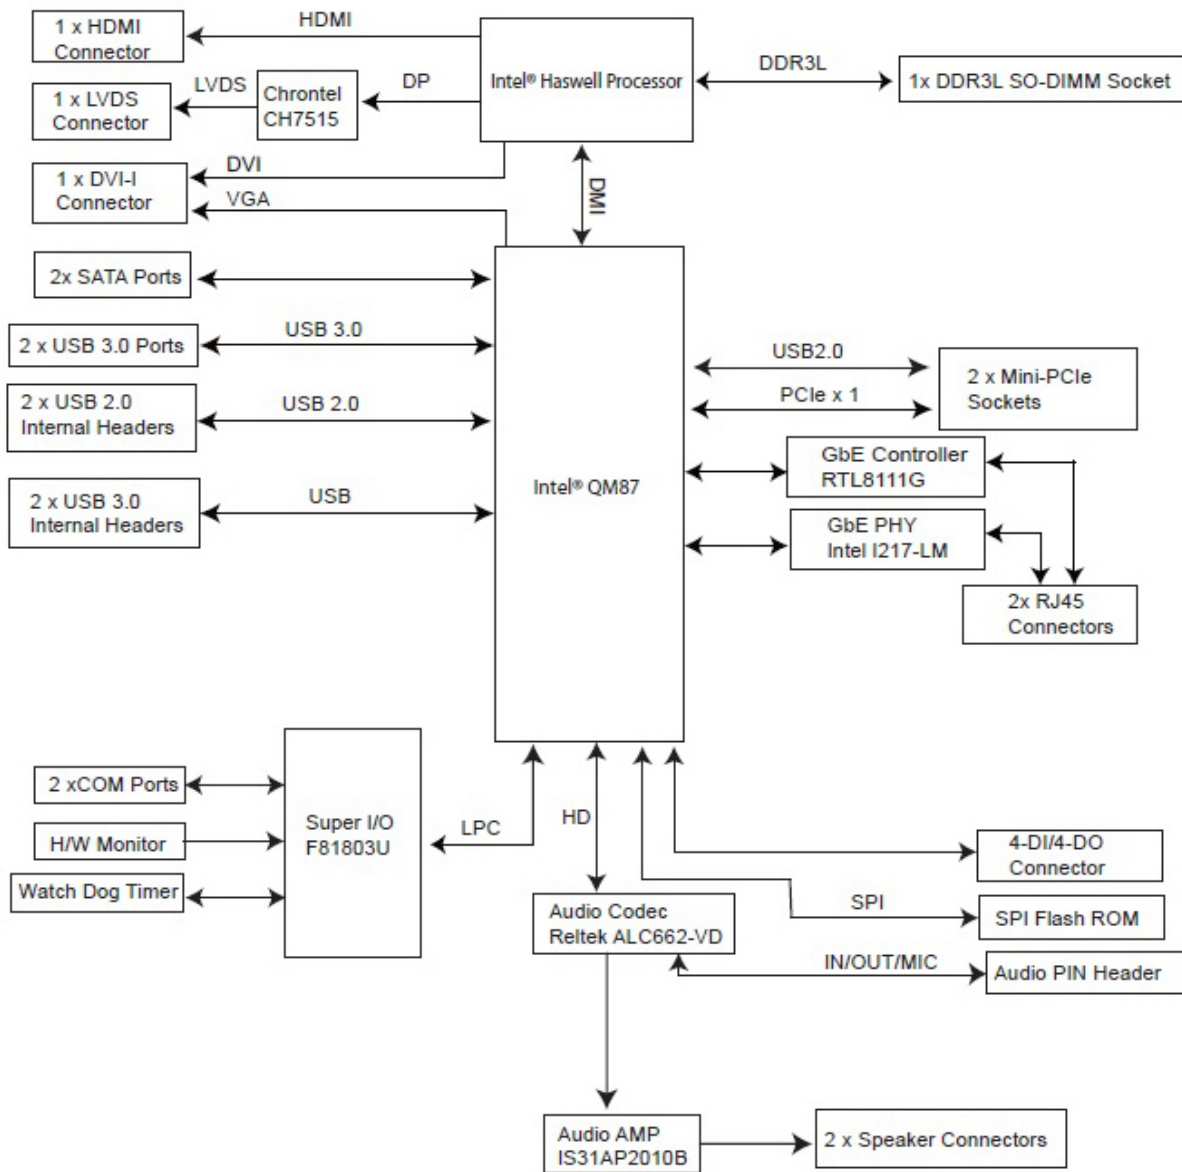 HDMI
1 x HDMI
Connector
Intel® Haswell Processor
DDR3L
1x DDR3L SO-DIMM Socket
LVDS
Chrontel
CH7515
DP
1 x LVDS
Connector
DVI
1 x DVI-I
Connector
VGA
DMI
2x SATA Ports
USB 3.0
2 x USB 3.0 Ports
USB 2.0
2 x USB 2.0
Internal Headers
USB
2 x USB 3.0
Internal Headers
Intel® QM87
USB2.0
PCIe x 1
2 x Mini-PCIe
Sockets
GbE Controller
RTL8111G
GbE PHY
Intel I217-LM
2x RJ45
Connectors
2 xCOM Ports
H/W Monitor
Watch Dog Timer
Super I/O
F81803U
LPC
HD
4-DI/4-DO
Connector
SPI
SPI Flash ROM
Audio Codec
Reltek ALC662-VD
IN/OUT/MIC
Audio PIN Header
Audio AMP
IS31AP2010B
2 x Speaker Connectors